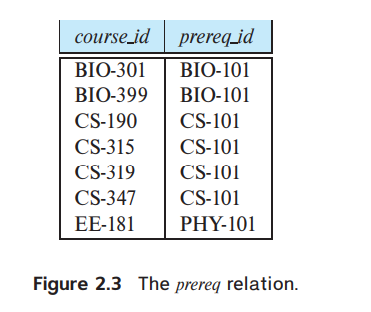 course_id prereq_id
BIO-301 BIO-101
BIO-399 BIO-101
CS-190 CS-101
CS-315 CS-101
CS-319 CS-101
CS-347 CS-101
EE-181 PHY-101
Figure 2.3 The prereq relation.